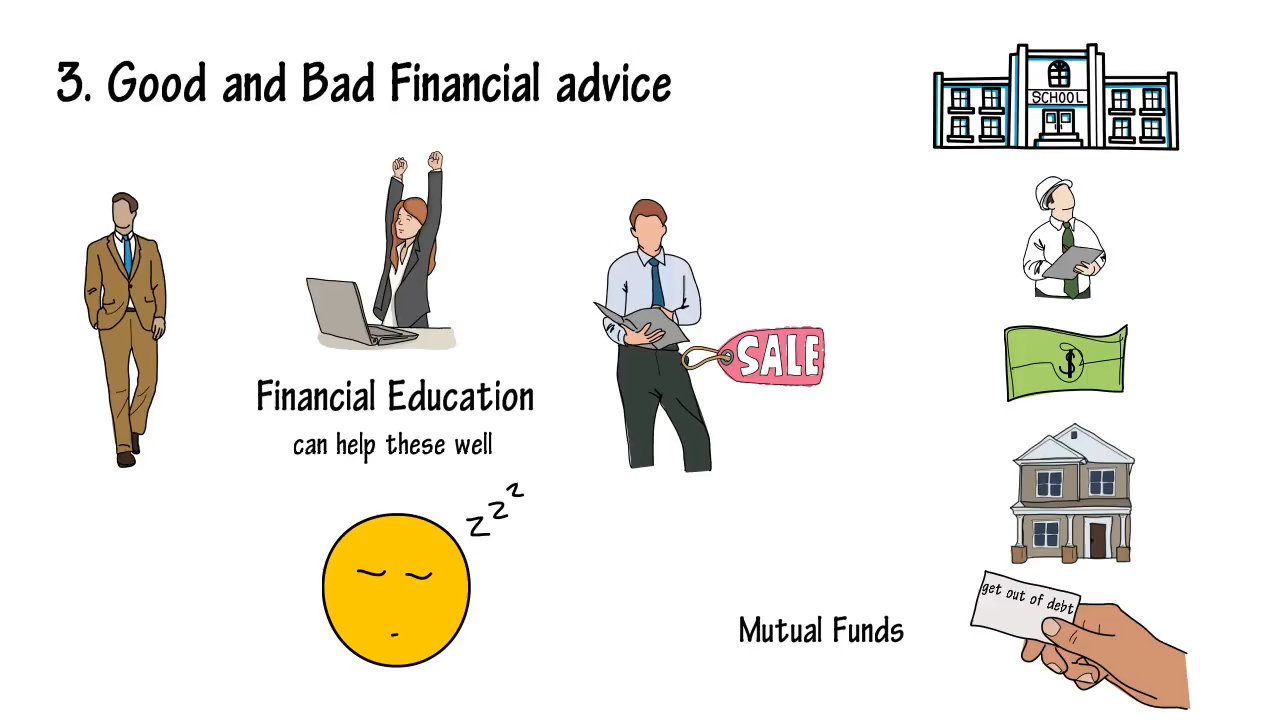 3. Good and Bad Financial advice
SCHOOL
SALE
$
Financial Education
can help these well
z z z
get out of debt
Mutual Funds